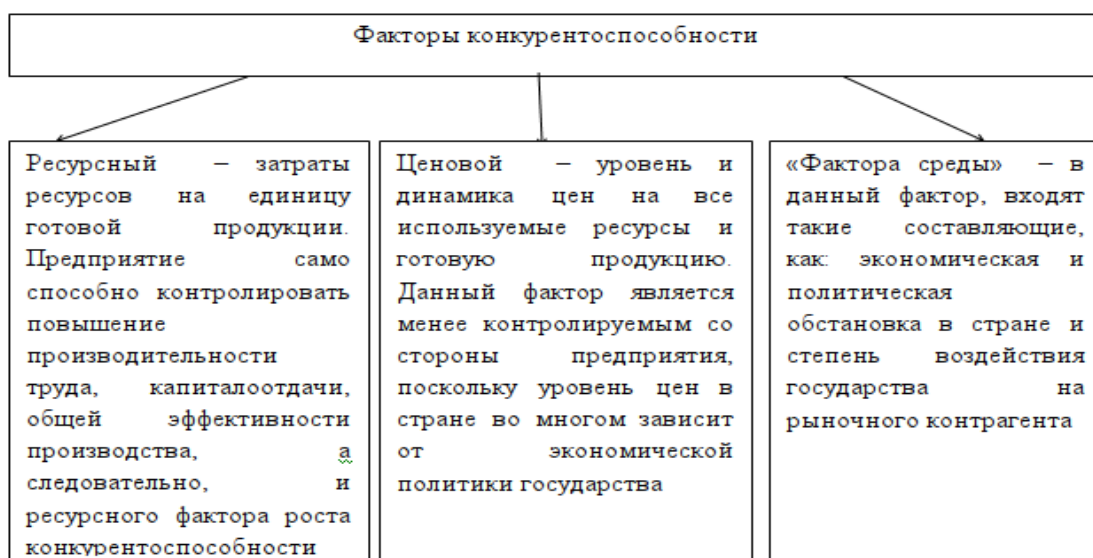 Факторы конкурентоспособности
Ресурсный – затраты
ресурсов на единицу
готовой продукции.
Предприятие само
способно контролировать
повышение
производительности
труда, капиталоотдачи,
общей эффективности
производства, а
следовательно, и
ресурсного фактора роста
конкурентоспособности
Ценовой – уровень и
динамика цен на все
используемые ресурсы и
готовую продукцию.
Данный фактор является
менее контролируемым со
стороны предприятия,
поскольку уровень цен в
стране во многом зависит
от экономической
политики государства
«Фактора среды» – в
данный фактор, входят
такие составляющие,
как: экономическая и
политическая
обстановка в стране и
степень воздействия
государства на
рыночного контрагента